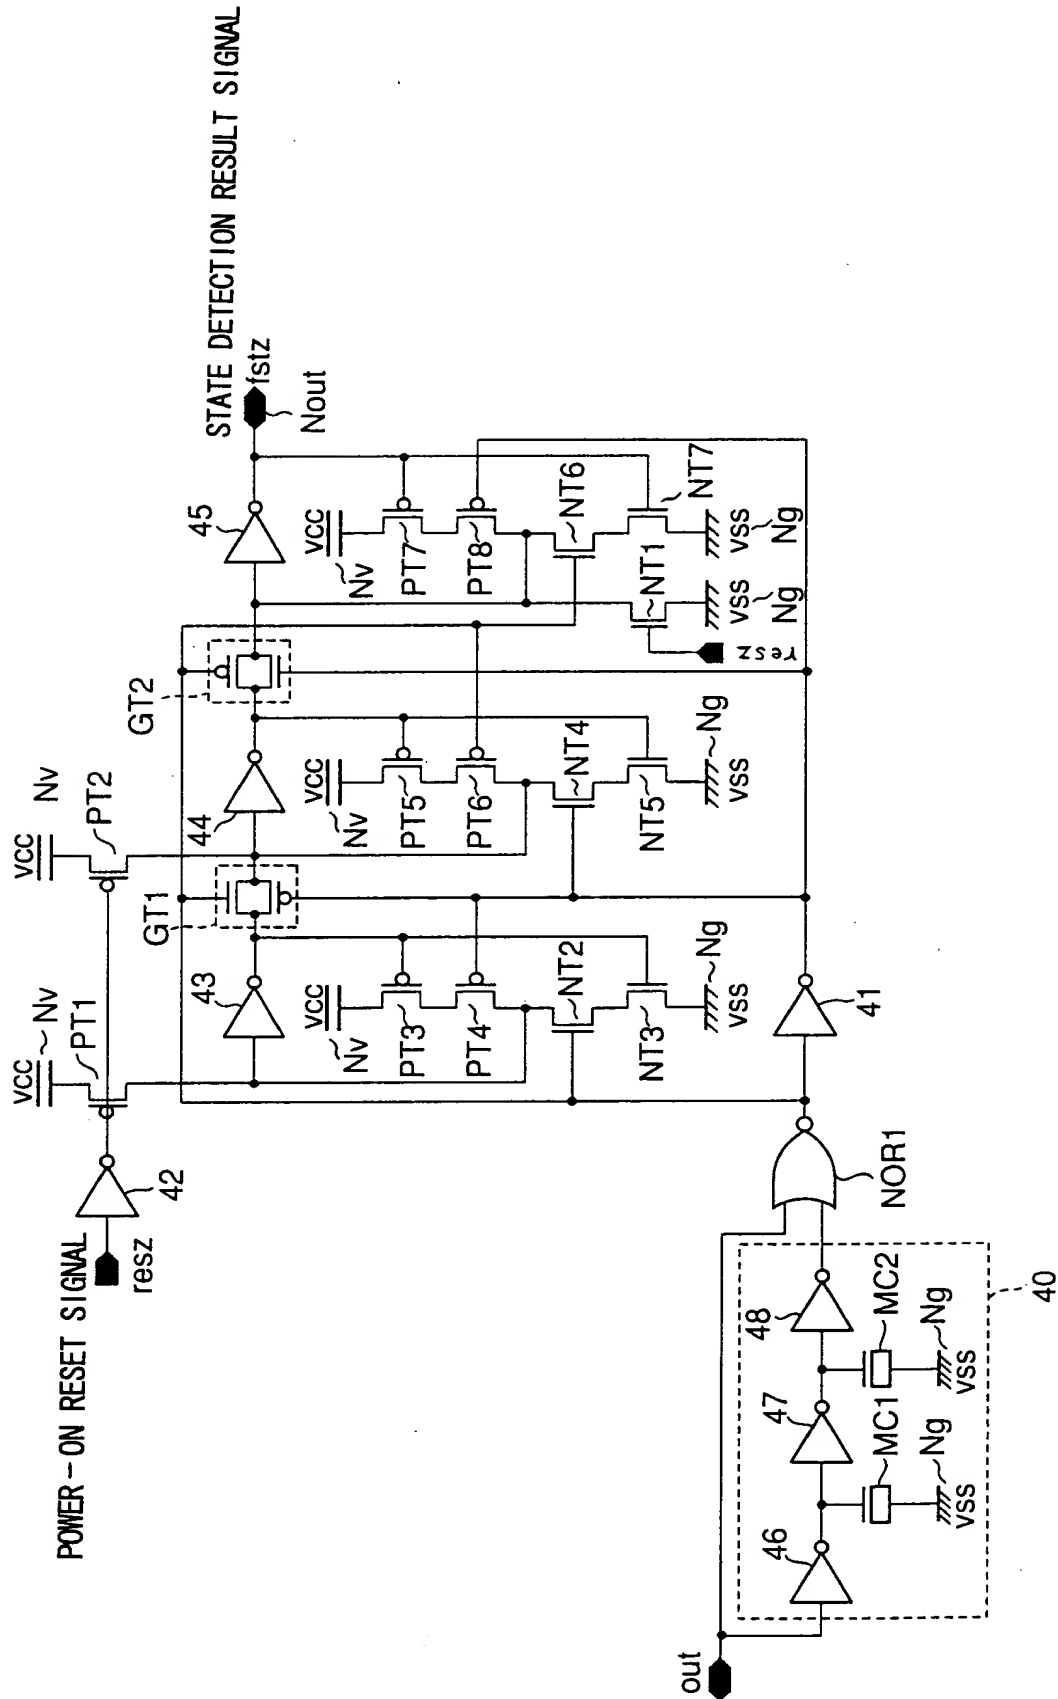 POWER-ON RESET SIGNAL
resz
42
VCC
Nv
PT1
VCC
Nv
PT2
43
GT1
44
GT2
45
STATE DETECTION RESULT SIGNAL
fstz
Nout
VCC
Nv
PT3
PT4
NT2
NT3
Ng
VSS
VCC
Nv
PT5
PT6
NT4
NT5
Ng
VSS
VCC
Nv
PT7
PT8
NT6
NT7
NT1
resz
VSS
Ng
VSS
Ng
41
NOR1
out
46
47
48
MC1
MC2
Ng
VSS
Ng
VSS
40